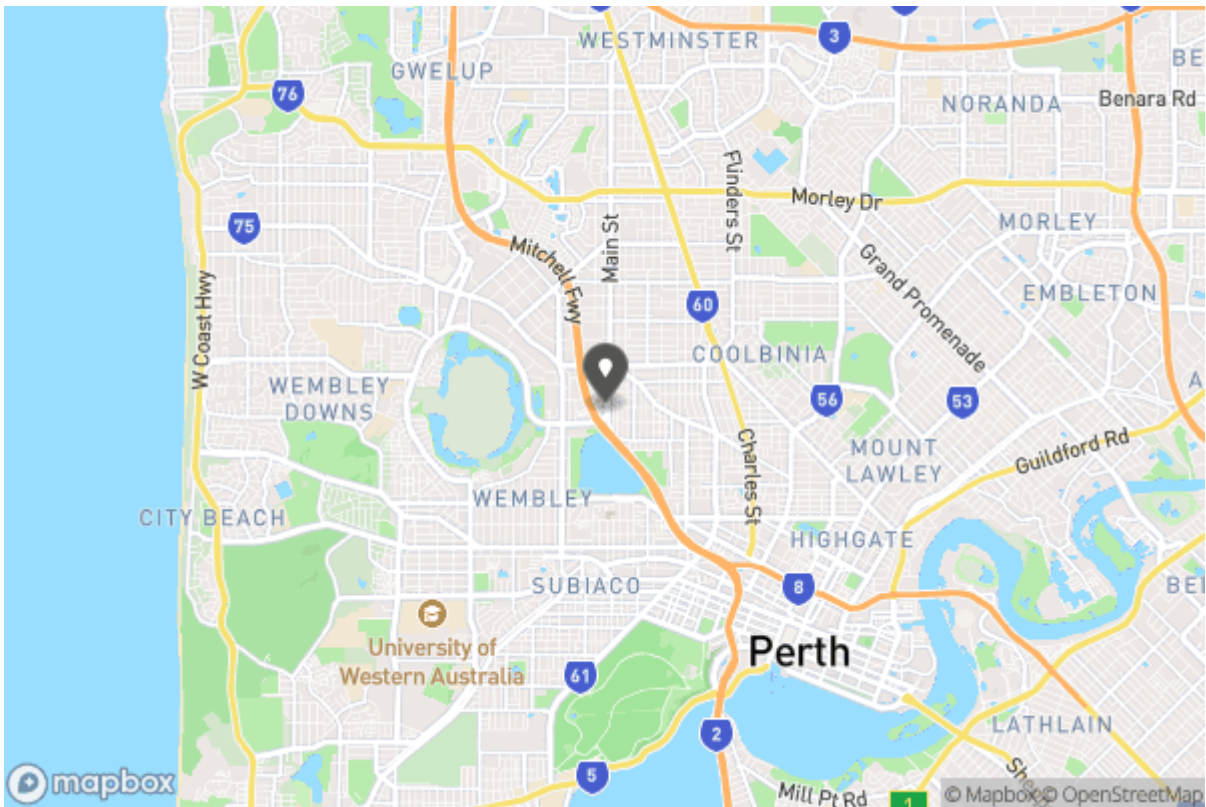 WESTMINSTER
3
GWELUP
76
NORANDA
Benara Rd
Flinders St
Morley Dr
MORLEY
75
Main St
Mitchell Fwy
Grand Promenade
W Coast Hwy
60
EMBLETON
COOLBINIA
WEMBLEY
DOWNS
56
53
MOUNT
LAWLEY
Guildford Rd
Charles St
WEMBLEY
CITY BEACH
HIGHGATE
SUBIACO
8
University of
Western Australia
Perth
61
LATHLAIN
2
5
Mill Pt Rd
1
mapbox
© Mapbox © OpenStreetMap